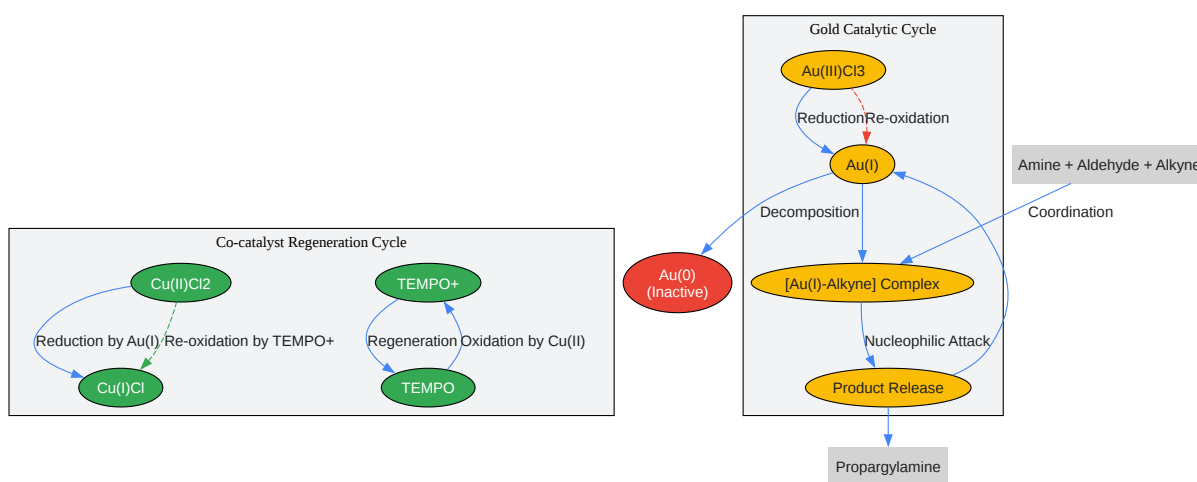 Gold Catalytic Cycle
Au(III)Cl3
Reduction
Re-oxidation
Au(I)
Amine + Aldehyde + Alkyne
Decomposition
Coordination
Co-catalyst Regeneration Cycle
Cu(II)Cl2
TEMPO+
Au(0)
(Inactive)
[Au(I)-Alkyne] Complex
Reduction by Au(I)
Re-oxidation by TEMPO+
Regeneration
Oxidation by Cu(II)
Nucleophilic Attack
Cu(I)Cl
TEMPO
Product Release
Propargylamine